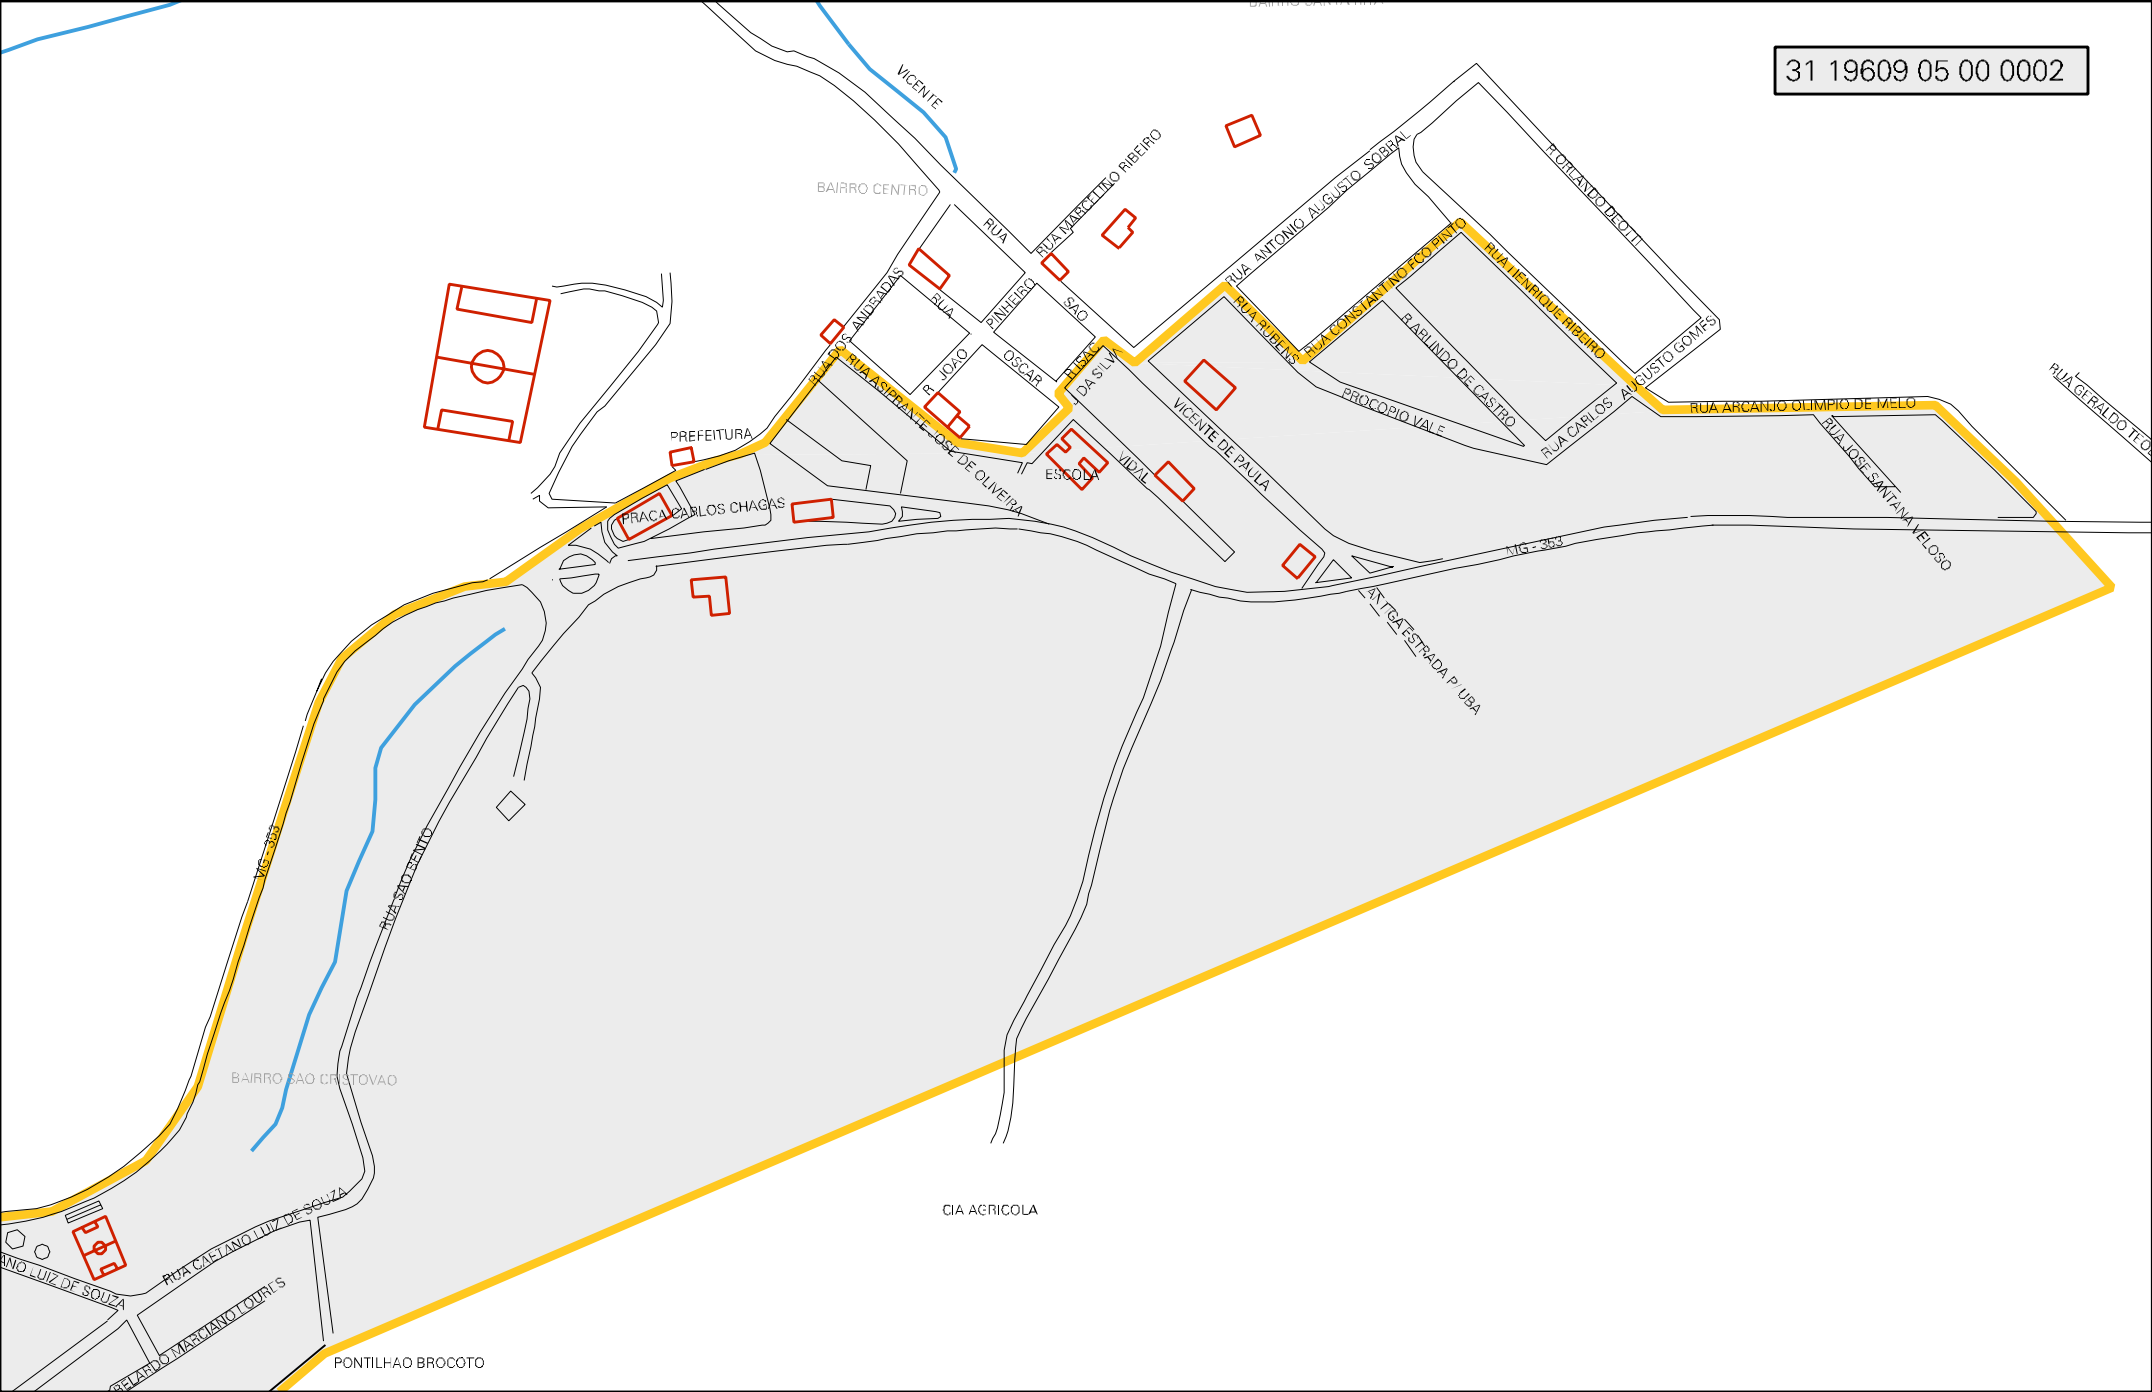 31 19609 05 00 0002
VICENTE
BAIRRO CENTRO
RUA MARCELINO RIBEIRO
RUA ANTONIO AUGUSTO SOBRAL
R ORLANDO DEOTTI
RUA
SAO
VICENTE DE PAULA
RUA DOS ANDRADAS
RUA
OSCAR
VIDAL
R JOAO
PINHEIRO
R ISAC
J DA SILVA
RUA RUBENS
PROCOPIO VALE
RUA CONSTANTINO FCO PINTO
RUA HENRIQUE RIBEIRO
R ARLINDO DE CASTRO
RUA CARLOS AUGUSTO GOMES
RUA ARCANJO OLIMPIO DE MELO
RUA GERALDO
RUA JOSE SANTANA VELOSO
RUA ASPIRANTE JOSE DE OLIVEIRA
PREFEITURA
ESCOLA
PRACA CARLOS CHAGAS
MG - 353
ANTIGA ESTRADA P/ UBA
MG - 353
RUA SAO BENTO
BAIRRO SAO CRISTOVAO
RUA CAETANO LUIZ DE SOUZA
CIA AGRICOLA
ANO LUIZ DE SOUZA
BELARDO MARCIANO LOURES
PONTILHAO BROCOTO